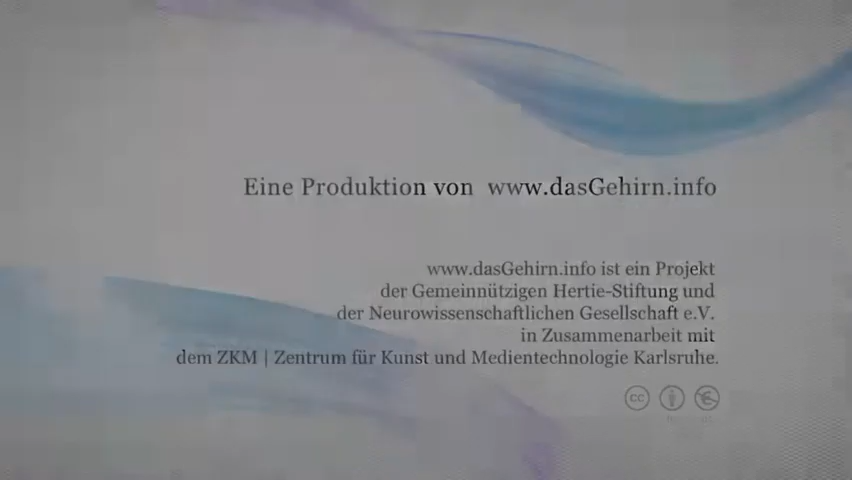 Eine Produktion von www.dasGehirn.info
www.dasGehirn.info ist ein Projekt
der Gemeinnützigen Hertie-Stiftung und
der Neurowissenschaftlichen Gesellschaft e.V.
in Zusammenarbeit mit
dem ZKM | Zentrum für Kunst und Medientechnologie Karlsruhe.
cc